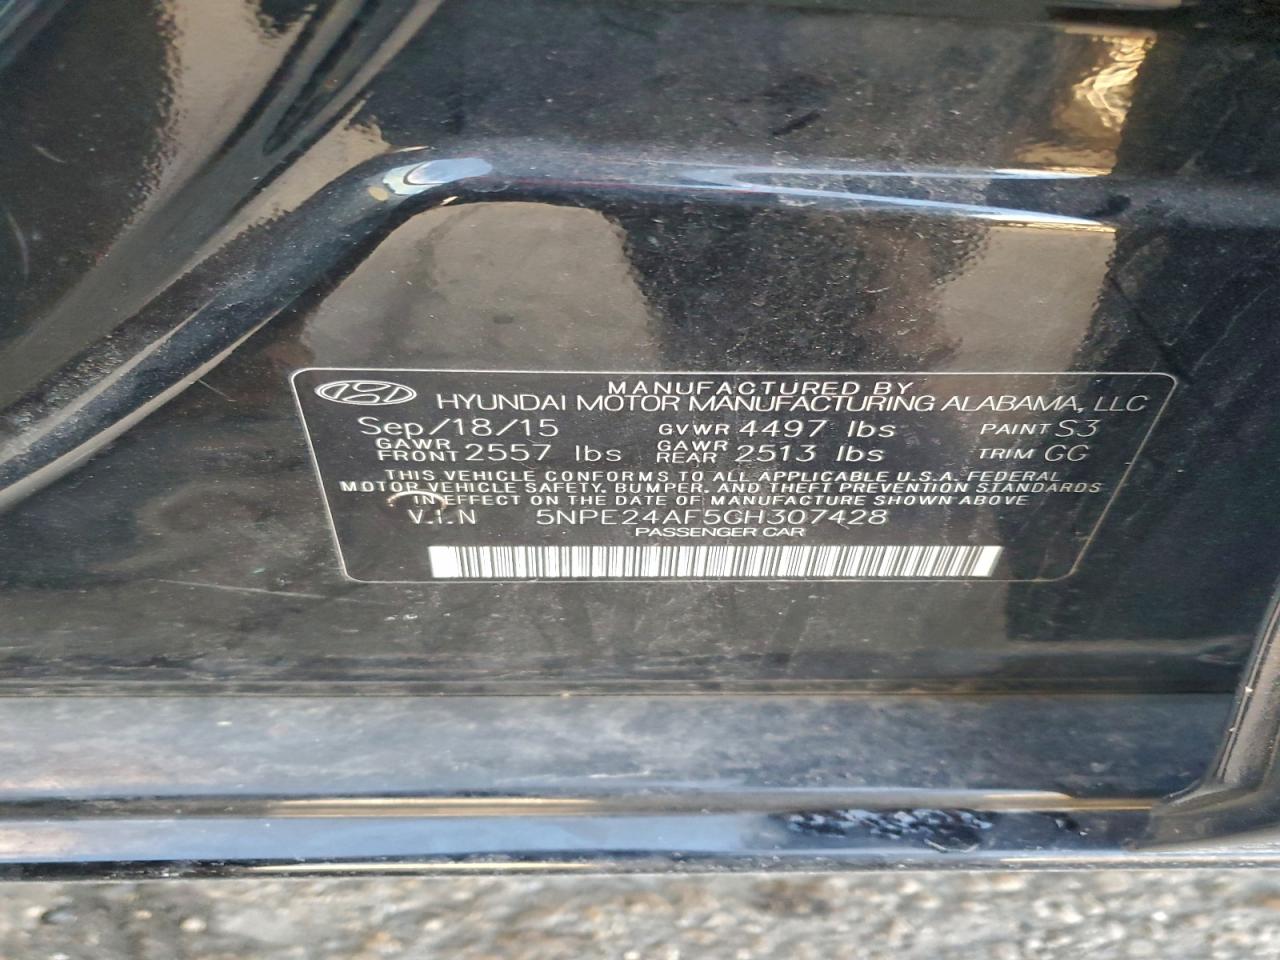 MANUFACTURED BY
HYUNDAI MOTOR MANUFACTURING ALABAMA, LLC
Sep/18/15 GVWR 4497 lbs PAINT S3
GAWR FRONT 2557 lbs GAWR REAR 2513 lbs TRIM GG
THIS VEHICLE CONFORMS TO ALL APPLICABLE U.S.A. FEDERAL
MOTOR VEHICLE SAFETY, BUMPER, AND THEFT PREVENTION STANDARDS
IN EFFECT ON THE DATE OF MANUFACTURE SHOWN ABOVE
V.I.N 5NPE24AF5GH307428
PASSENGER CAR